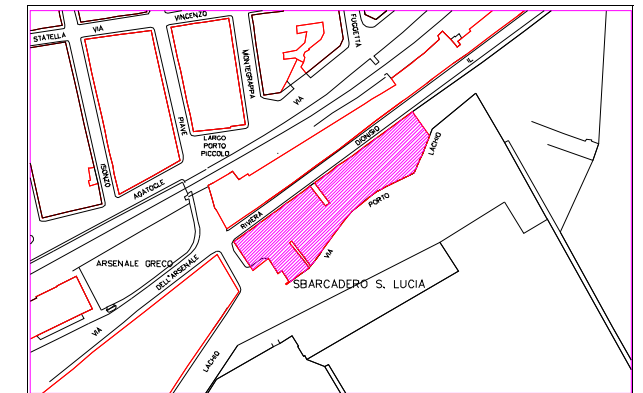 STATELLA
VIA
VINCENZO
FUGGETTA
MONTEGRAPPA
VIA
IL
PIAVE
LARGO
PORTO
PICCOLO
DIONISIO
LACHIO
ISONZO
AGATOCLE
RIVIERA
PORTO
VIA
ARSENALE GRECO
DELL'ARSENALE
SBARCADERO S. LUCIA
VIA
LACHIO